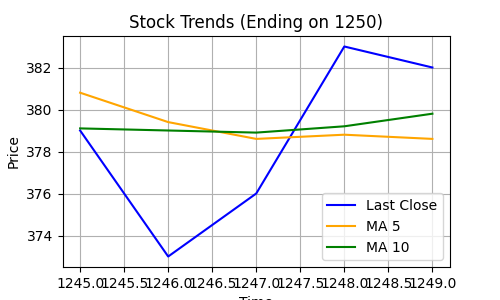 Stock Trends (Ending on 1250)
Price
382
380
378
376
374
Last Close
MA 5
MA 10
1245.0 1245.5 1246.0 1246.5 1247.0 1247.5 1248.0 1248.5 1249.0
Time